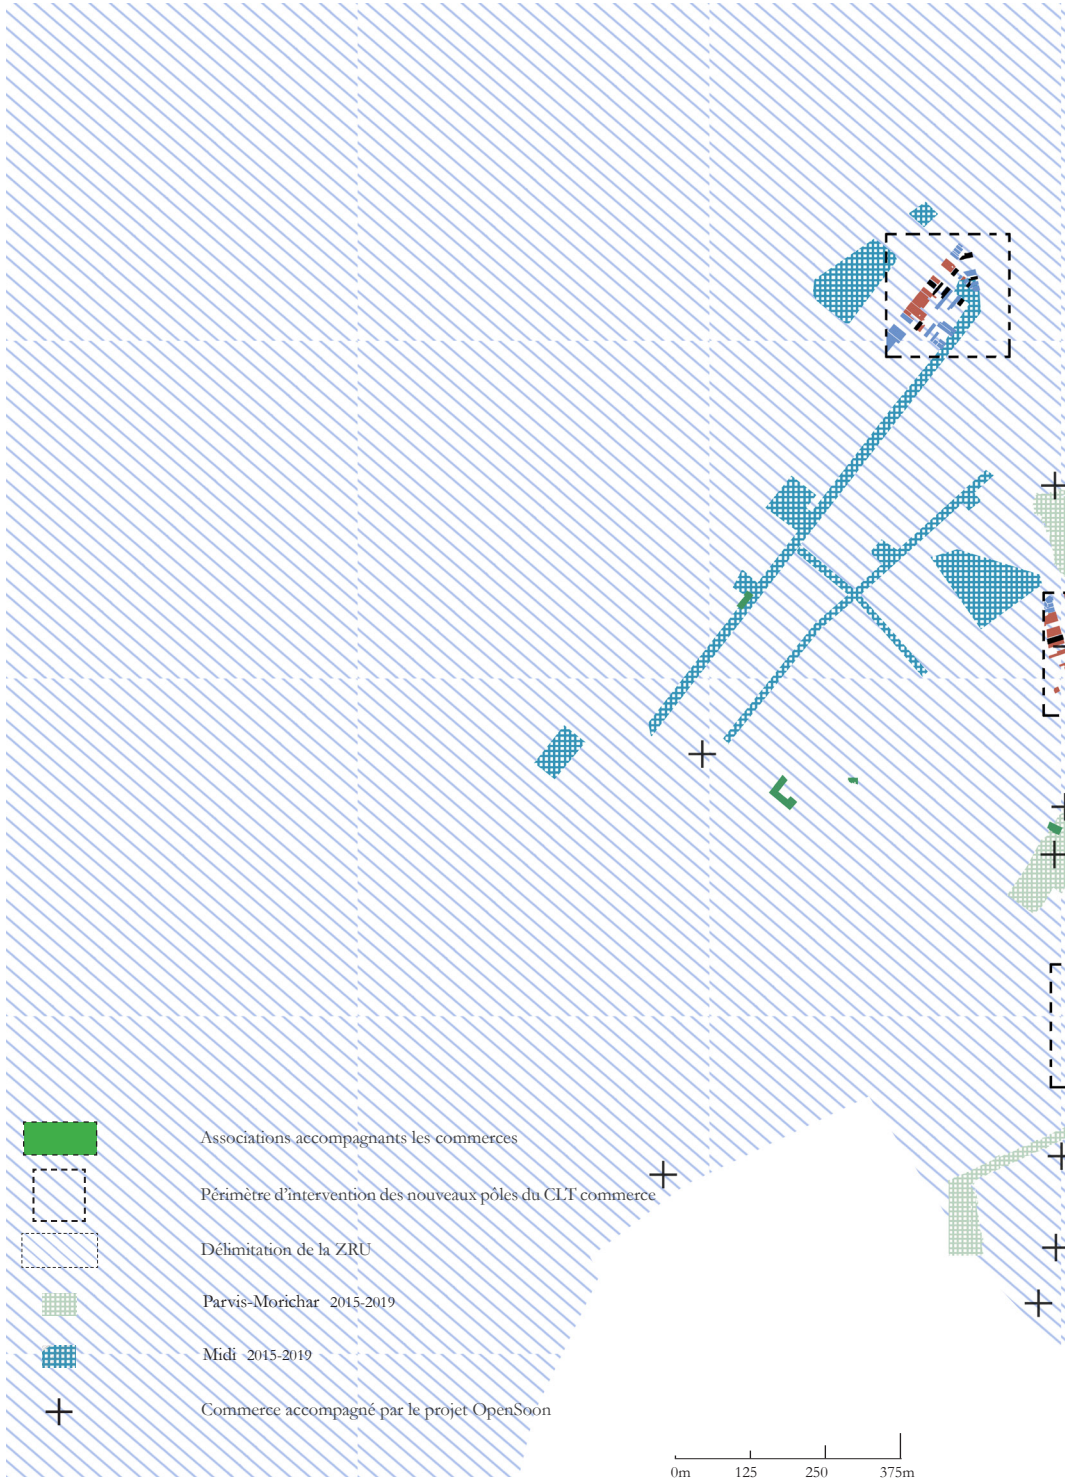 Associations accompagnants les commerces
Périmètre d'intervention des nouveaux pôles du CLT commerce
Délimitation de la ZRU
Parvis-Morichar 2015-2019
Midi 2015-2019
Commerce accompagné par le projet OpenSoon
0m 125 250 375m